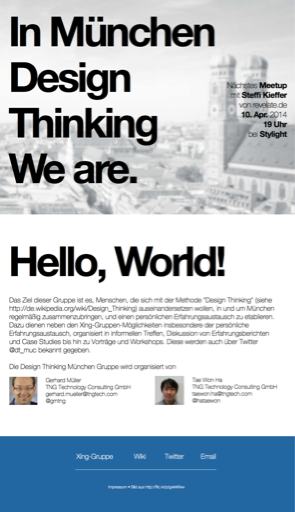 In München
Design
Thinking
We are.
Nächstes Meetup
mit Steffi Kieffer
von revelate.de
10. Apr. 2014
19 Uhr
bei Stylight
Hello, World!
Das Ziel dieser Gruppe ist es, Menschen, die sich mit der Methode "Design Thinking" (siehe
http://de.wikipedia.org/wiki/Design_Thinking) auseinandersetzen wollen, in und um München
regelmäßig zusammenzubringen, und einen persönlichen Erfahrungsaustausch zu etablieren.
Dazu dienen neben den Xing-Gruppen-Möglichkeiten insbesondere der persönliche
Erfahrungsaustausch, organisiert in informellen Treffen, Diskussion von Erfahrungsberichten
und Case Studies bis hin zu Vorträge und Workshops. Diese werden auch über Twitter
@dt_muc bekannt gegeben.
Die Design Thinking München Gruppe wird organisiert von
Gerhard Müller
TNG Technology Consulting GmbH
gerhard.mueller@tngtech.com
@gmtng
Tae Won Ha
TNG Technology Consulting GmbH
taewon.ha@tngtech.com
@hataewon
Xing-Gruppe Wiki Twitter Email
Impressum • Bild aus